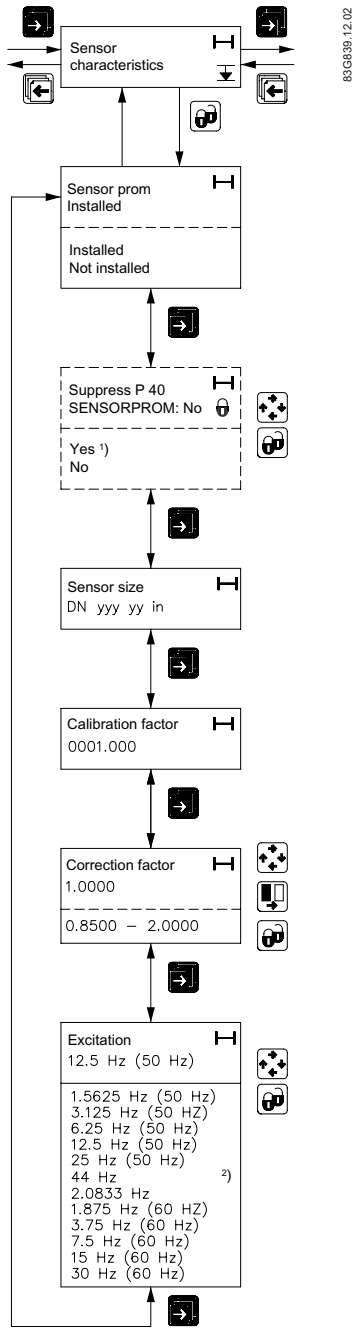 83G839.12.02
Sensor
characteristics
Sensor prom
Installed
Installed
Not installed
Suppress P 40
SENSORPROM: No
Yes ¹)
No
Sensor size
DN yyy yy in
Calibration factor
0001.000
Correction factor
1.0000
0.8500 – 2.0000
Excitation
12.5 Hz (50 Hz)
1.5625 Hz (50 Hz)
3.125 Hz (50 HZ)
6.25 Hz (50 Hz)
12.5 Hz (50 Hz)
25 Hz (50 Hz)
44 Hz ²)
2.0833 Hz
1.875 Hz (60 HZ)
3.75 Hz (60 Hz)
7.5 Hz (60 Hz)
15 Hz (60 Hz)
30 Hz (60 Hz)